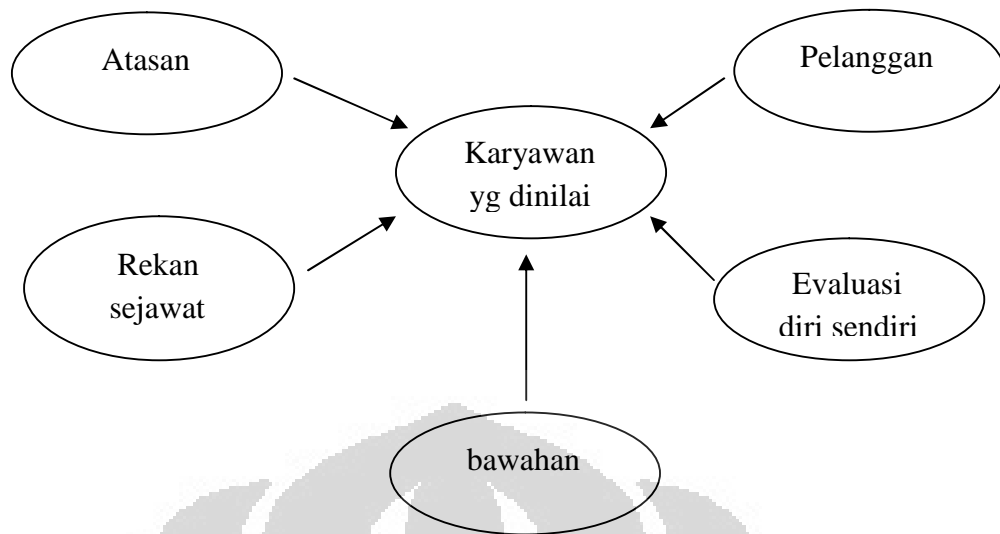 Atasan
Pelanggan
Karyawan
yg dinilai
Rekan
sejawat
Evaluasi
diri sendiri
bawahan